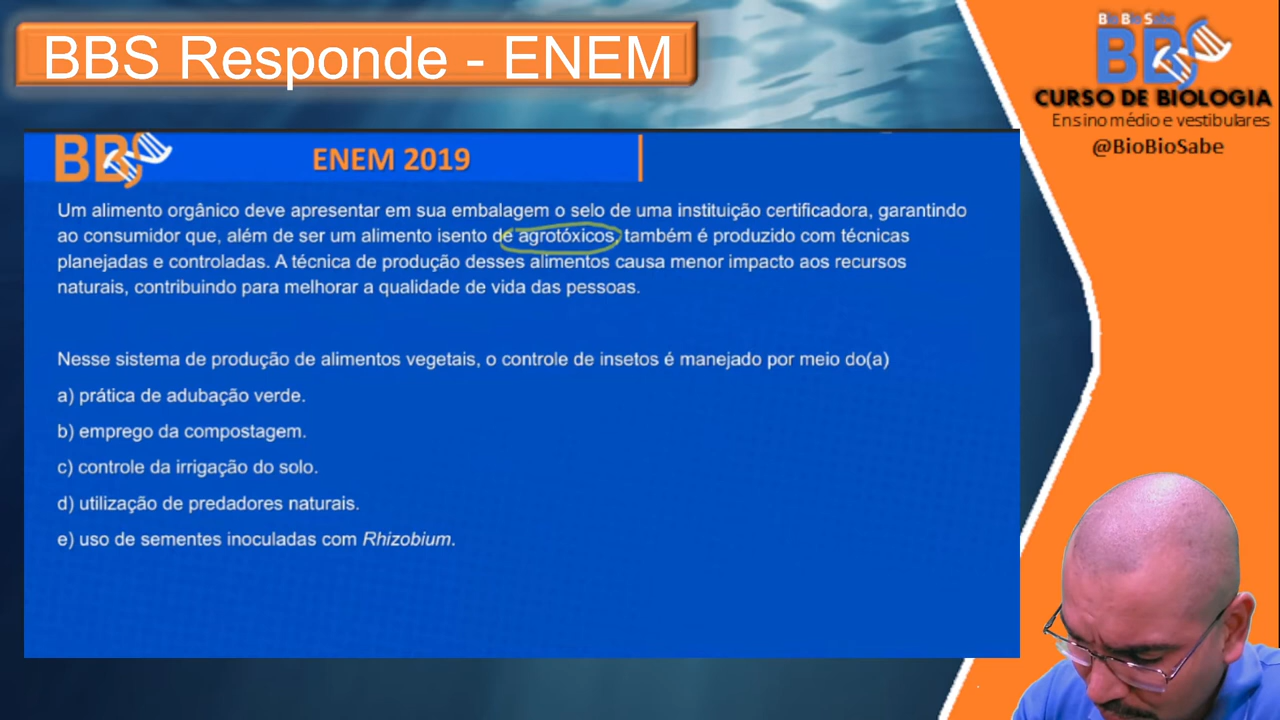 BBS Responde - ENEM
Bio Bio Sabe
BBS
CURSO DE BIOLOGIA
Ensino médio e vestibulares
@BioBioSabe
BBS
ENEM 2019
Um alimento orgânico deve apresentar em sua embalagem o selo de uma instituição certificadora, garantindo
ao consumidor que, além de ser um alimento isento de agrotóxicos, também é produzido com técnicas
planejadas e controladas. A técnica de produção desses alimentos causa menor impacto aos recursos
naturais, contribuindo para melhorar a qualidade de vida das pessoas.
Nesse sistema de produção de alimentos vegetais, o controle de insetos é manejado por meio do(a)
a) prática de adubação verde.
b) emprego da compostagem.
c) controle da irrigação do solo.
d) utilização de predadores naturais.
e) uso de sementes inoculadas com Rhizobium.